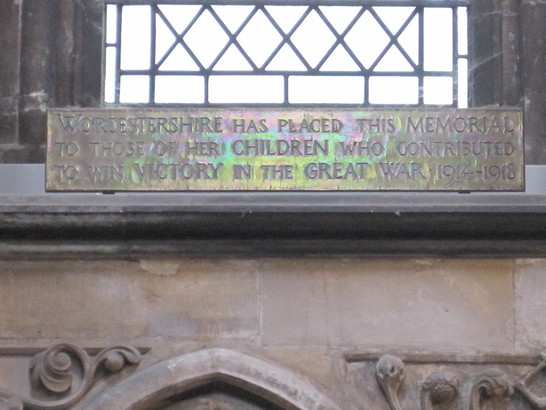 WORCESTERSHIRE HAS PLACED THIS MEMORIAL
TO THOSE OF HER CHILDREN WHO CONTRIBUTED
TO WIN VICTORY IN THE GREAT WAR 1914-1918